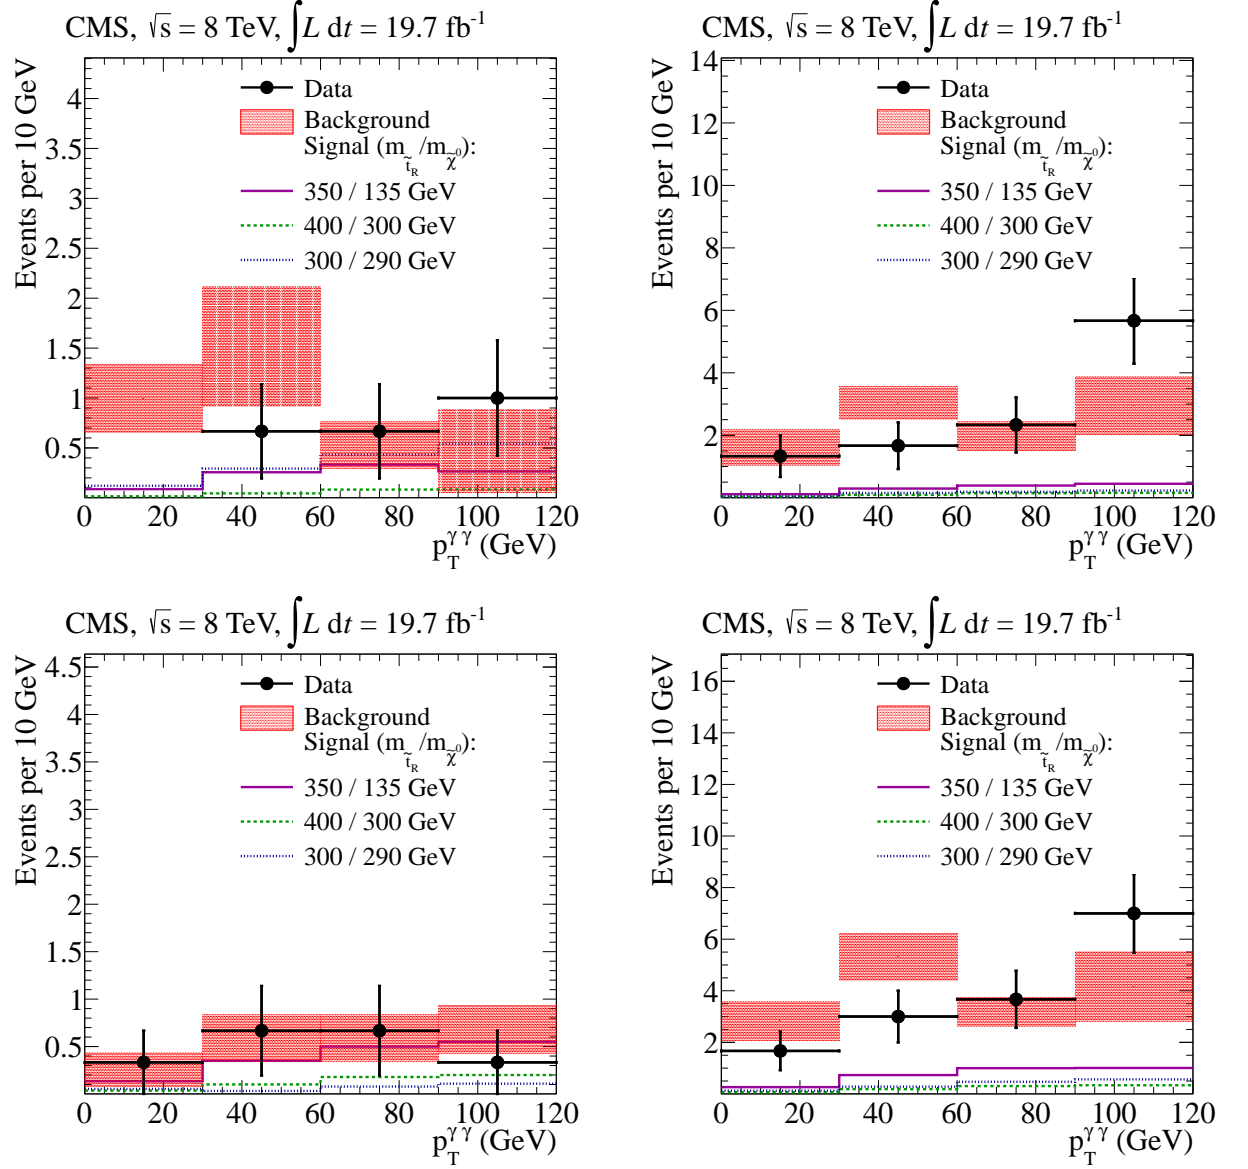 CMS, √s = 8 TeV, ∫L dt = 19.7 fb⁻¹
Events per 10 GeV
4
3.5
3
2.5
2
1.5
1
0.5
Data
Background
Signal (m_t̃_R /m_χ̃⁰):
350 / 135 GeV
400 / 300 GeV
300 / 290 GeV
0 20 40 60 80 100 120
p_T^γγ (GeV)
CMS, √s = 8 TeV, ∫L dt = 19.7 fb⁻¹
Events per 10 GeV
14
12
10
8
6
4
2
Data
Background
Signal (m_t̃_R /m_χ̃⁰):
350 / 135 GeV
400 / 300 GeV
300 / 290 GeV
0 20 40 60 80 100 120
p_T^γγ (GeV)
CMS, √s = 8 TeV, ∫L dt = 19.7 fb⁻¹
Events per 10 GeV
4.5
4
3.5
3
2.5
2
1.5
1
0.5
Data
Background
Signal (m_t̃_R /m_χ̃⁰):
350 / 135 GeV
400 / 300 GeV
300 / 290 GeV
0 20 40 60 80 100 120
p_T^γγ (GeV)
CMS, √s = 8 TeV, ∫L dt = 19.7 fb⁻¹
Events per 10 GeV
16
14
12
10
8
6
4
2
Data
Background
Signal (m_t̃_R /m_χ̃⁰):
350 / 135 GeV
400 / 300 GeV
300 / 290 GeV
0 20 40 60 80 100 120
p_T^γγ (GeV)